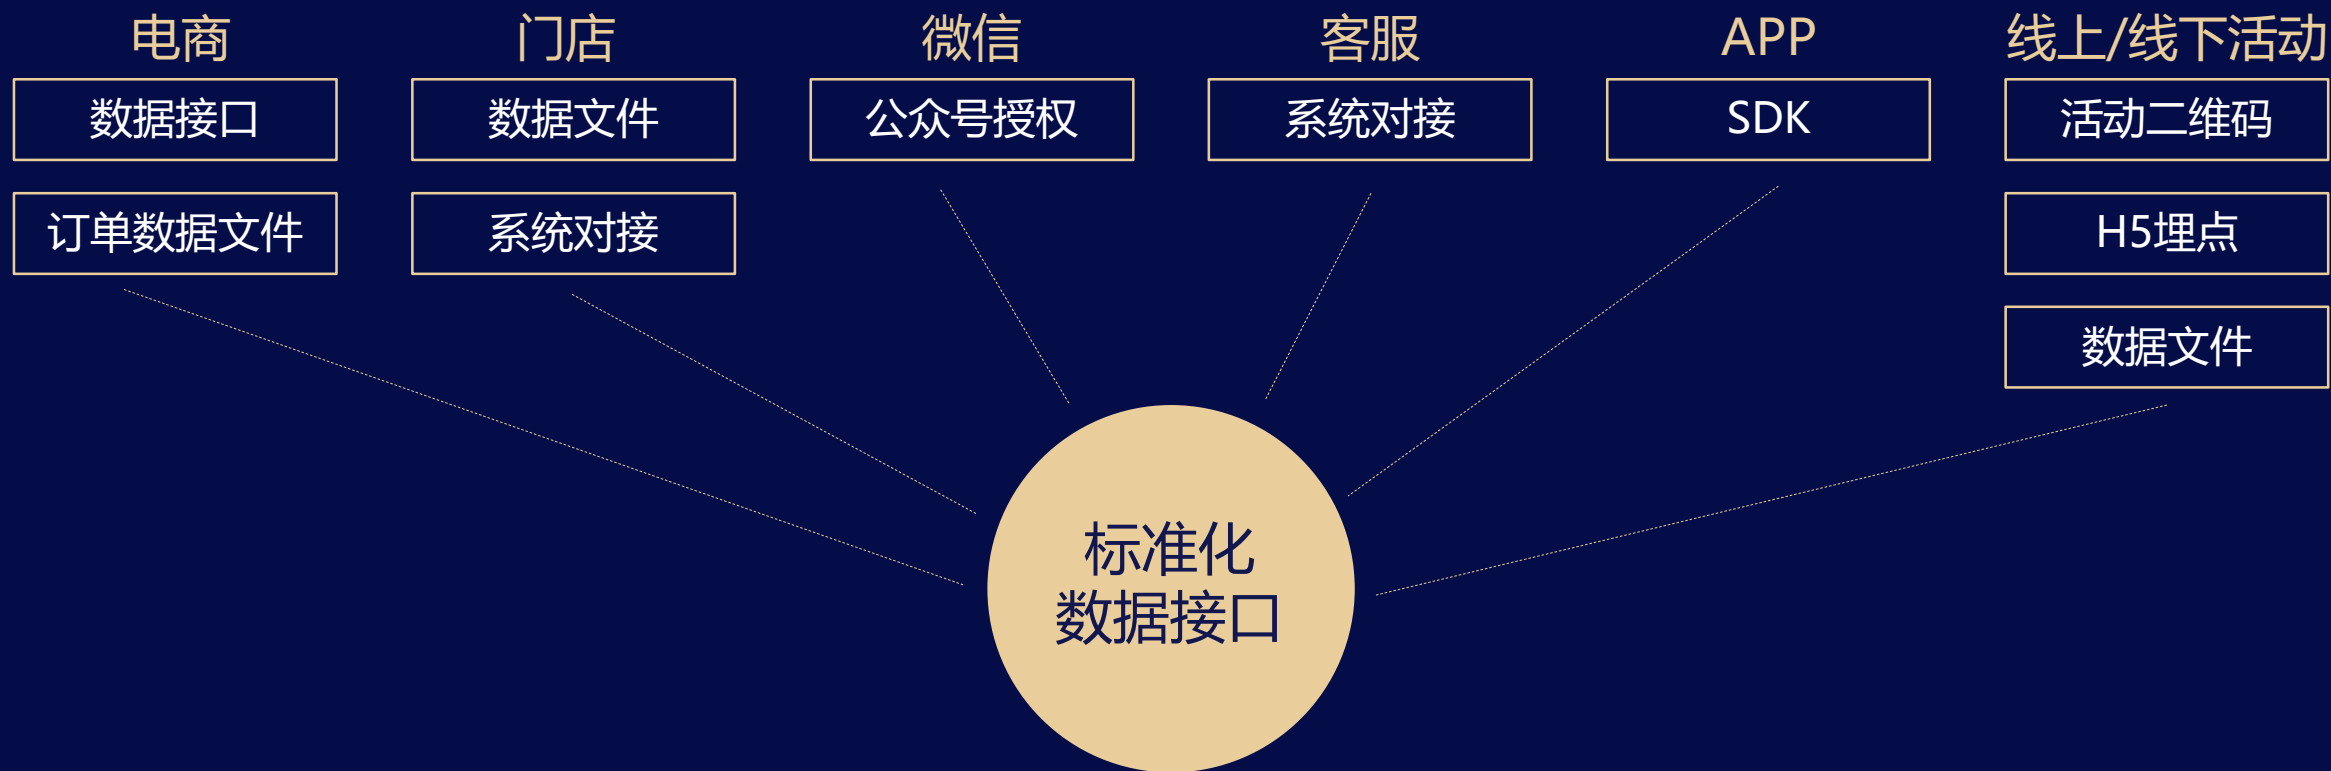 电商
数据接口
订单数据文件
门店
数据文件
系统对接
微信
公众号授权
客服
系统对接
APP
SDK
线上/线下活动
活动二维码
H5埋点
数据文件
标准化
数据接口